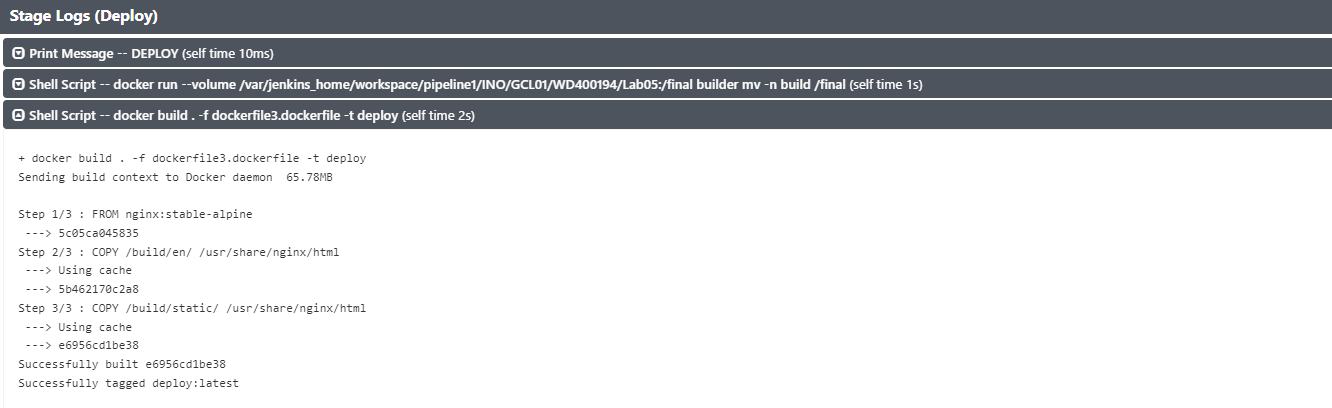 Stage Logs (Deploy)
Print Message -- DEPLOY (self time 10ms)
Shell Script -- docker run --volume /var/jenkins_home/workspace/pipeline1/INO/GCL01/WD400194/Lab05:/final builder mv -n build /final (self time 1s)
Shell Script -- docker build . -f dockerfile3.dockerfile -t deploy (self time 2s)
+ docker build . -f dockerfile3.dockerfile -t deploy
Sending build context to Docker daemon  65.78MB
Step 1/3 : FROM nginx:stable-alpine
 ---> 5c05ca045835
Step 2/3 : COPY /build/en/ /usr/share/nginx/html
 ---> Using cache
 ---> 5b462170c2a8
Step 3/3 : COPY /build/static/ /usr/share/nginx/html
 ---> Using cache
 ---> e6956cd1be38
Successfully built e6956cd1be38
Successfully tagged deploy:latest